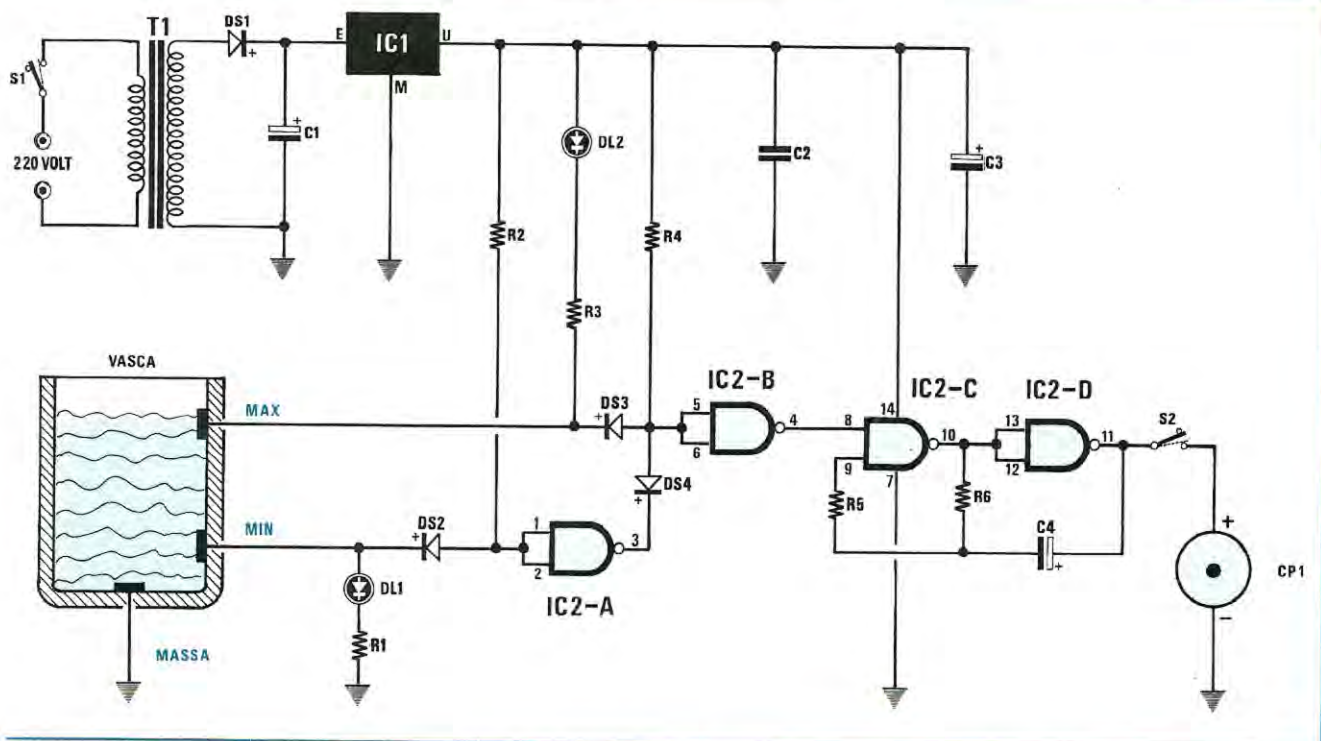 T1
DS1
+
E
IC1
U
S1
M
+
C1
DL2
C2
+
C3
220 VOLT
R2
R4
R3
VASCA
IC2-B
IC2-C
IC2-D
MAX
DS3
+
5
6
4
8
14
9
10
7
13
12
11
S2
MIN
DS2
+
DS4
+
1
2
3
R5
R6
C4
+
+
CP1
-
DL1
IC2-A
R1
MASSA